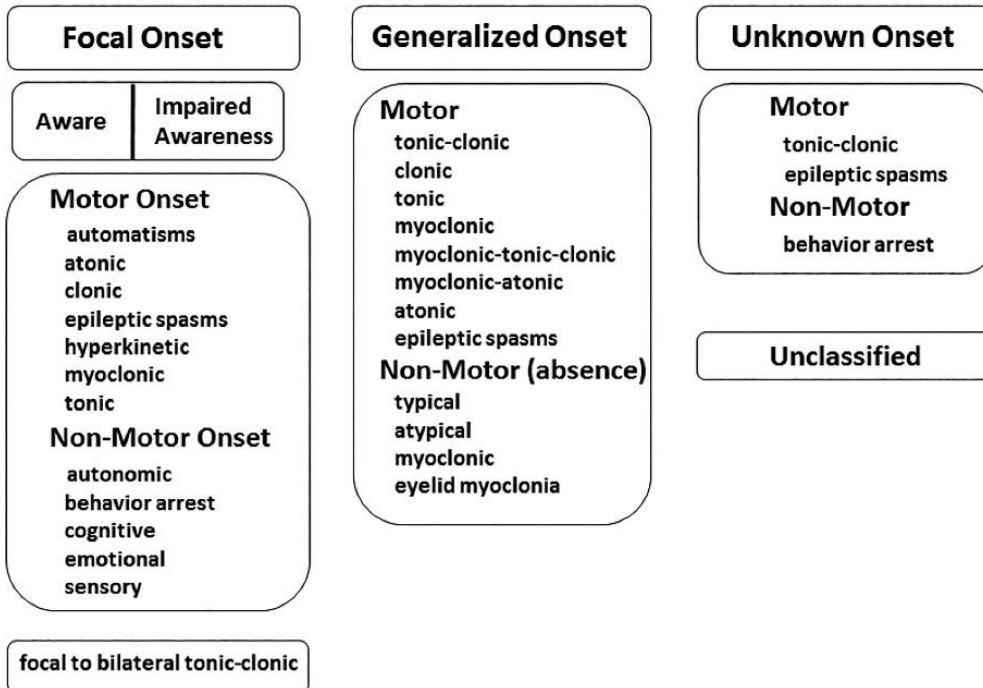 Focal Onset
Aware
Impaired
Awareness
Motor Onset
automatisms
atonic
clonic
epileptic spasms
hyperkinetic
myoclonic
tonic
Non-Motor Onset
autonomic
behavior arrest
cognitive
emotional
sensory
focal to bilateral tonic-clonic
Generalized Onset
Motor
tonic-clonic
clonic
tonic
myoclonic
myoclonic-tonic-clonic
myoclonic-atonic
atonic
epileptic spasms
Non-Motor (absence)
typical
atypical
myoclonic
eyelid myoclonia
Unknown Onset
Motor
tonic-clonic
epileptic spasms
Non-Motor
behavior arrest
Unclassified